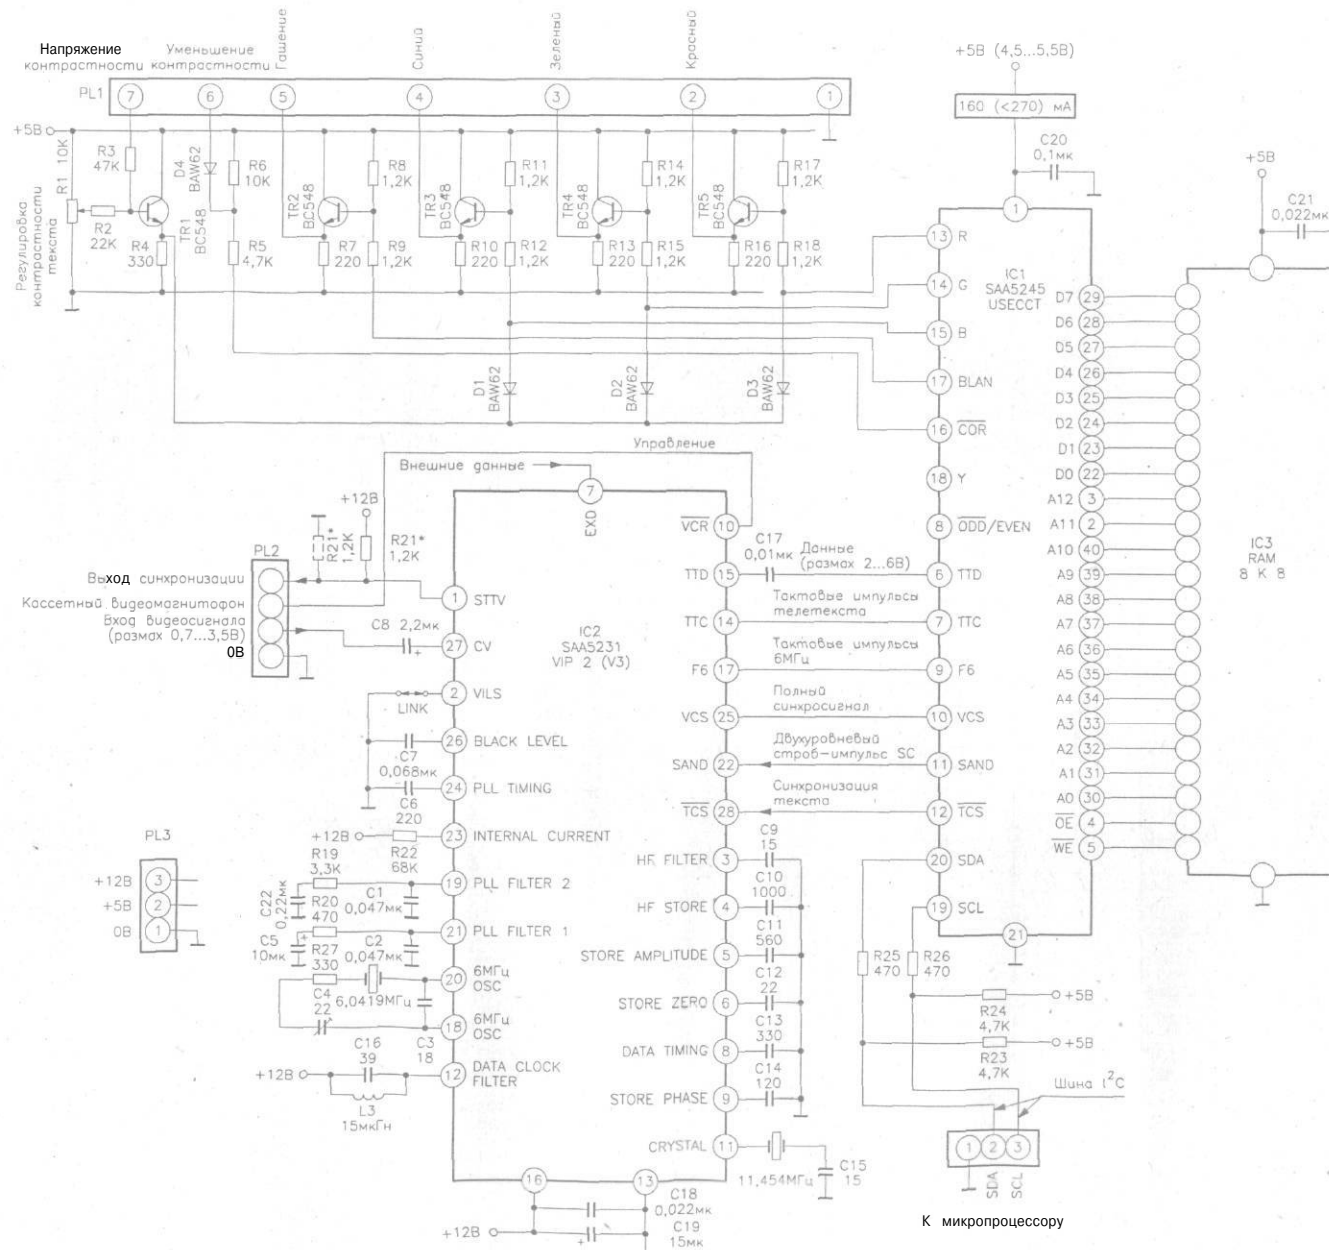 Напряжение
контрастности
Уменьшение
контрастности
Гашение
Синий
Зеленый
Красный
+5В (4,5...5,5В)
160 (<270) мА
PL1
7
6
5
4
3
2
1
+5В
C20
0,1мк
+5В
C21
0,022мк
R1 10К
R3
47К
D4
BAW62
R6
10К
R8
1,2К
R11
1,2К
R14
1,2К
R17
1,2К
Регулировка
контрастности
текста
R2
22К
TR1
BC548
TR2
BC548
TR3
BC548
TR4
BC548
TR5
BC548
R4
330
R5
4,7К
R7
220
R9
1,2К
R10
220
R12
1,2К
R13
220
R15
1,2К
R16
220
R18
1,2К
D1
BAW62
D2
BAW62
D3
BAW62
IC1
SAA5245
USECCT
13 R
14 G
15 B
17 BLAN
16 COR
18 Y
8 ODD/EVEN
6 TTD
7 TTC
9 F6
10 VCS
11 SAND
12 TCS
20 SDA
19 SCL
1
21
D7 29
D6 28
D5 27
D4 26
D3 25
D2 24
D1 23
D0 22
A12 3
A11 2
A10 40
A9 39
A8 38
A7 37
A6 36
A5 35
A4 34
A3 33
A2 32
A1 31
A0 30
OE 4
WE 5
IC3
RAM
8 К 8
Управление
Внешние данные
7
EXD
+12В
R21*
1,2К
R21*
1,2К
PL2
Выход синхронизации
Кассетный видеомагнитофон
Вход видеосигнала
(размах 0,7...3,5В)
0В
C8 2,2мк
IC2
SAA5231
VIP 2 (V3)
1 STTV
27 CV
2 VILS
LINK
26 BLACK LEVEL
C7
0,068мк
24 PLL TIMING
C6
220
+12В
23 INTERNAL CURRENT
R22
68К
R19
3,3К
19 PLL FILTER 2
C22
0,22мк
R20
470
C1
0,047мк
21 PLL FILTER 1
C5
10мк
R27
330
C2
0,047мк
20 6МГц
OSC
C4
22
6,0419МГц
18 6МГц
OSC
C16
39
C3
18
+12В
12 DATA CLOCK
FILTER
L3
15мкГн
PL3
+12В 3
+5В 2
0В 1
VCR 10
TTD 15
TTC 14
F6 17
VCS 25
SAND 22
TCS 28
HF FILTER 3
HF STORE 4
STORE AMPLITUDE 5
STORE ZERO 6
DATA TIMING 8
STORE PHASE 9
CRYSTAL 11
C17
0,01мк
Данные
(размах 2...6В)
Тактовые импульсы
телетекста
Тактовые импульсы
6МГц
Полный
синхросигнал
Двухуровневый
строб-импульс SC
Синхронизация
текста
C9
15
C10
1000
C11
560
C12
22
C13
330
C14
120
11,454МГц
C15
15
16
13
C18
0,022мк
+12В
C19
15мк
R25
470
R26
470
R24
4,7К
+5В
R23
4,7К
+5В
Шина I²C
1 2 3
SDA
SCL
К микропроцессору